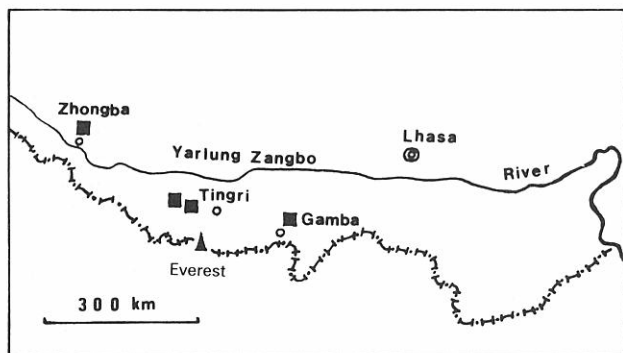 Zhongba
Lhasa
Yarlung Zangbo River
Tingri
Gamba
Everest
300 km